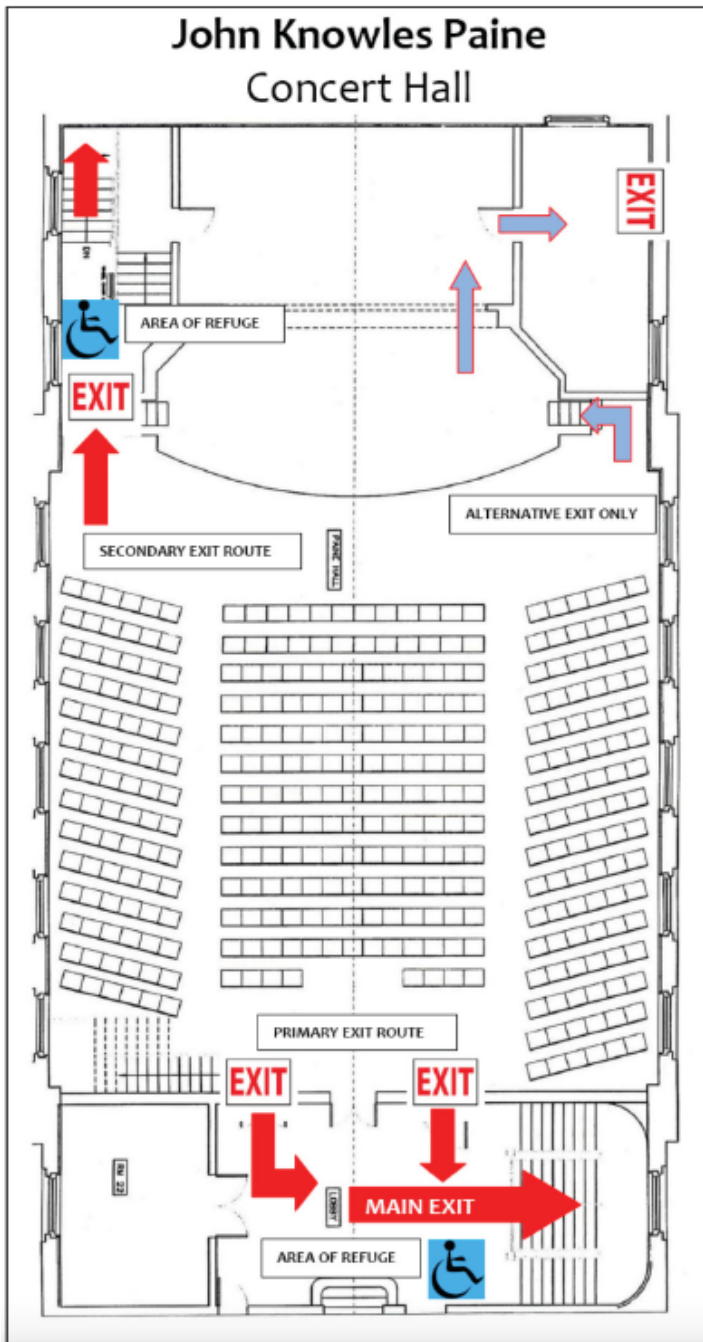 John Knowles Paine
Concert Hall
EXIT
DN
AREA OF REFUGE
EXIT
ALTERNATIVE EXIT ONLY
SECONDARY EXIT ROUTE
PAINE HALL
PRIMARY EXIT ROUTE
EXIT
EXIT
RM 22
LOBBY
MAIN EXIT
AREA OF REFUGE